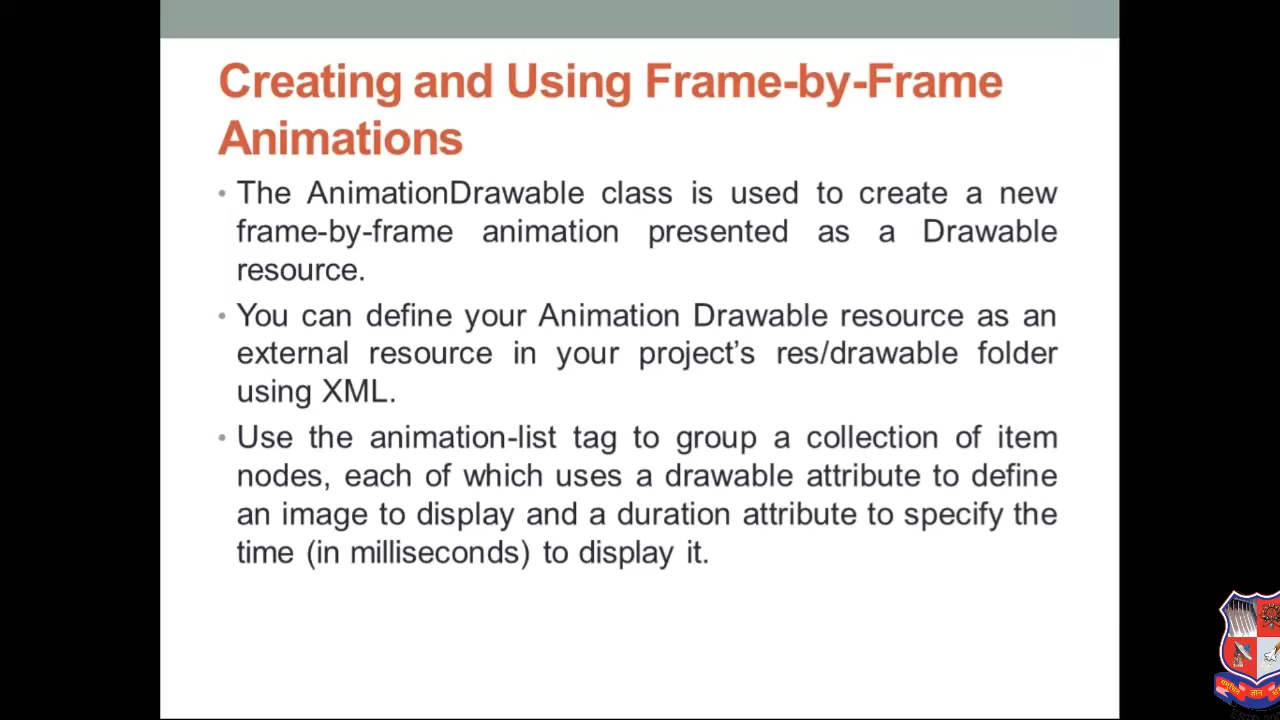 Creating and Using Frame-by-Frame
Animations
• The AnimationDrawable class is used to create a new
frame-by-frame animation presented as a Drawable
resource.
• You can define your Animation Drawable resource as an
external resource in your project’s res/drawable folder
using XML.
• Use the animation-list tag to group a collection of item
nodes, each of which uses a drawable attribute to define
an image to display and a duration attribute to specify the
time (in milliseconds) to display it.